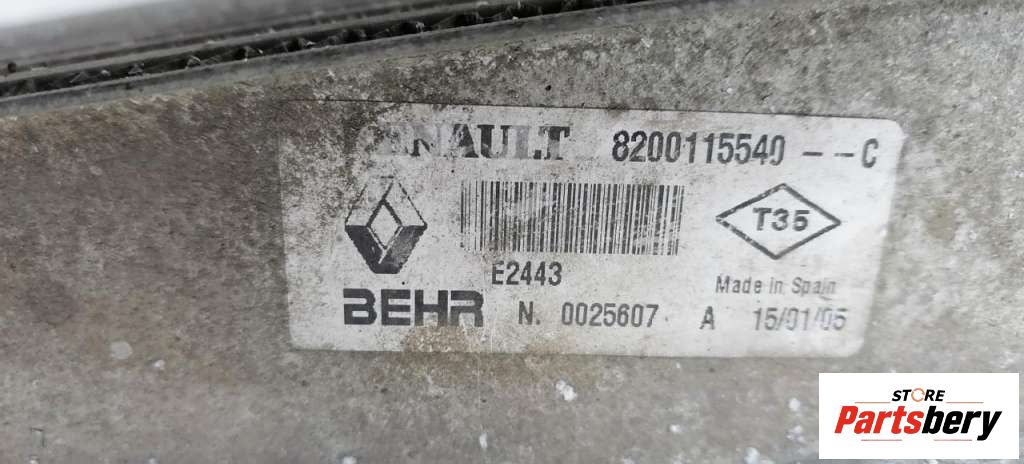 RENAULT 8200115540 --C
T35
E2443
Made in Spain
BEHR N. 0025607 A 15/01/05
STORE
Partsbery